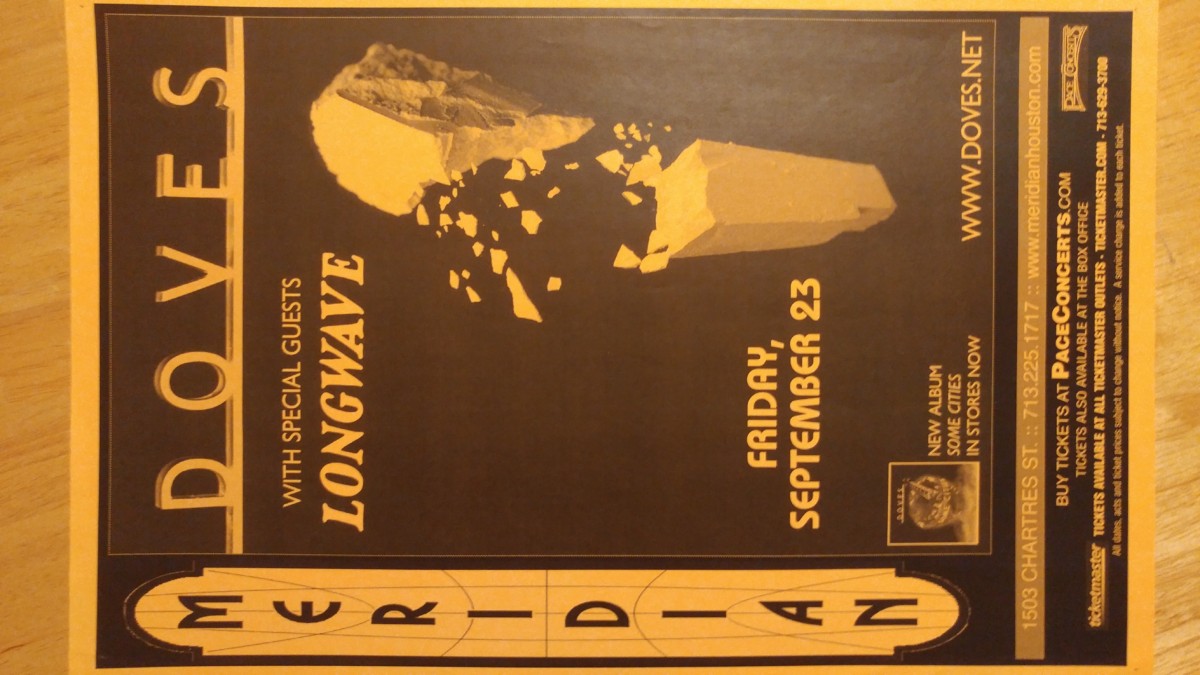 MERIDIAN
DOVES
WITH SPECIAL GUESTS
LONGWAVE
FRIDAY,
SEPTEMBER 23
DOVES
NEW ALBUM
SOME CITIES
IN STORES NOW
WWW.DOVES.NET
1503 CHARTRES ST. :: 713.225.1717 :: www.meridianhouston.com
BUY TICKETS AT PACECONCERTS.COM
TICKETS ALSO AVAILABLE AT THE BOX OFFICE
PACE CONCERTS
ticketmaster TICKETS AVAILABLE AT ALL TICKETMASTER OUTLETS - TICKETMASTER.COM - 713-629-3700
All dates, acts and ticket prices subject to change without notice. A service charge is added to each ticket.